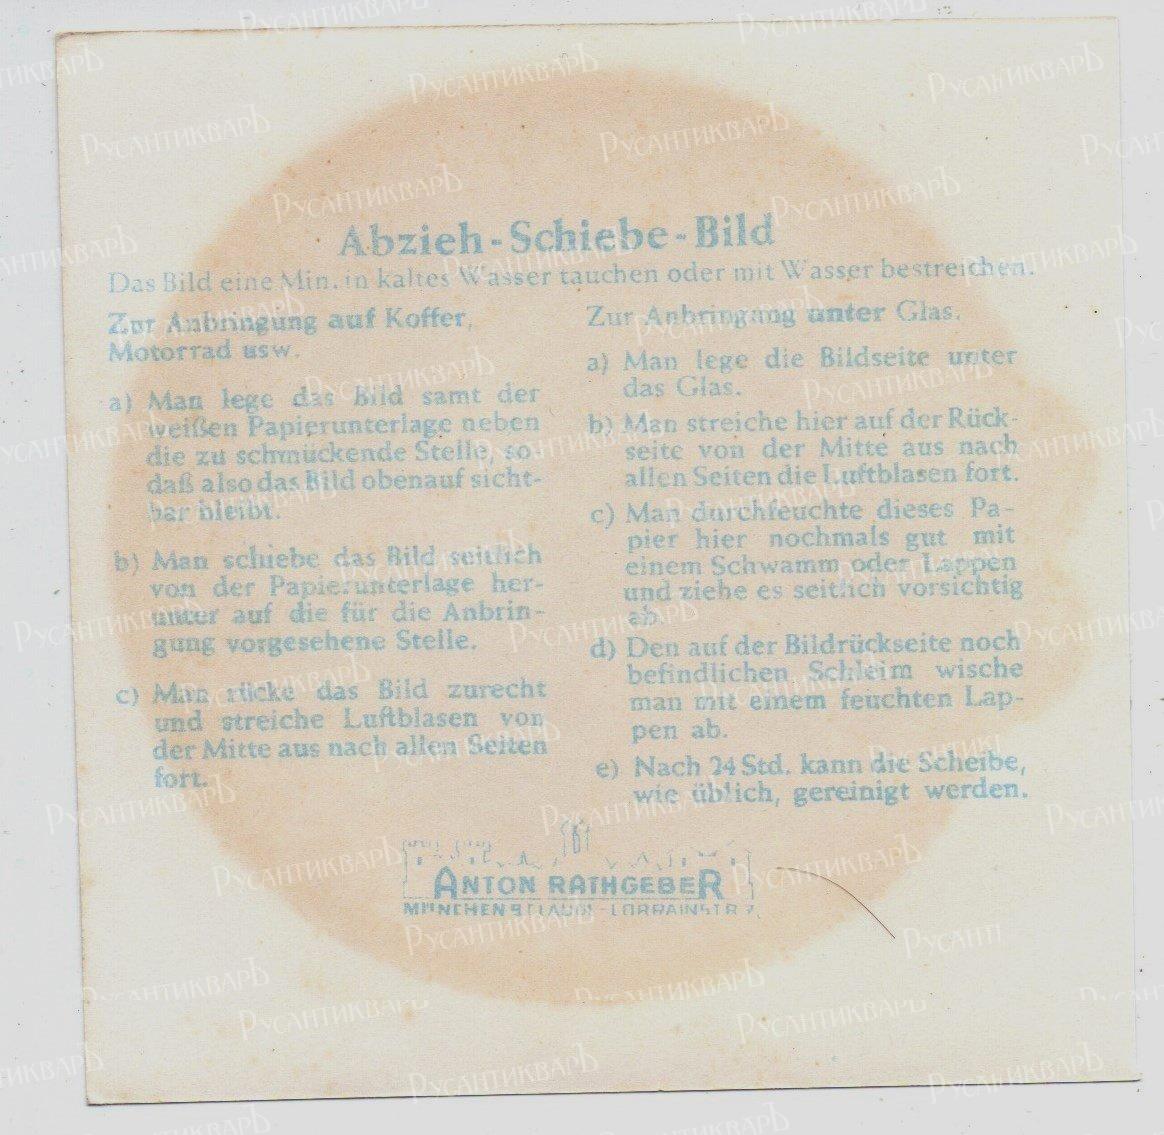 Abzieh-Schiebe-Bild
Das Bild eine Min. in kaltes Wasser tauchen oder mit Wasser bestreichen.
Zur Anbringung auf Koffer,
Motorrad usw.
a) Man lege das Bild samt der
weißen Papierunterlage neben
die zu schmückende Stelle, so
daß also das Bild obenauf sicht-
bar bleibt.
b) Man schiebe das Bild seitlich
von der Papierunterlage her-
unter auf die für die Anbrin-
gung vorgesehene Stelle.
c) Man rücke das Bild zurecht
und streiche Luftblasen von
der Mitte aus nach allen Seiten
fort.
Zur Anbringung unter Glas.
a) Man lege die Bildseite unter
das Glas.
b) Man streiche hier auf der Rück-
seite von der Mitte aus nach
allen Seiten die Luftblasen fort.
c) Man durchfeuchte dieses Pa-
pier hier nochmals gut mit
einem Schwamm oder Lappen
und ziehe es seitlich vorsichtig
ab.
d) Den auf der Bildrückseite noch
befindlichen Schleim wische
man mit einem feuchten Lap-
pen ab.
e) Nach 24 Std. kann die Scheibe,
wie üblich, gereinigt werden.
ANTON RATHGEBER
MÜNCHEN 9 CLAUDE-LORRAINSTR 7
РусантикварЪ